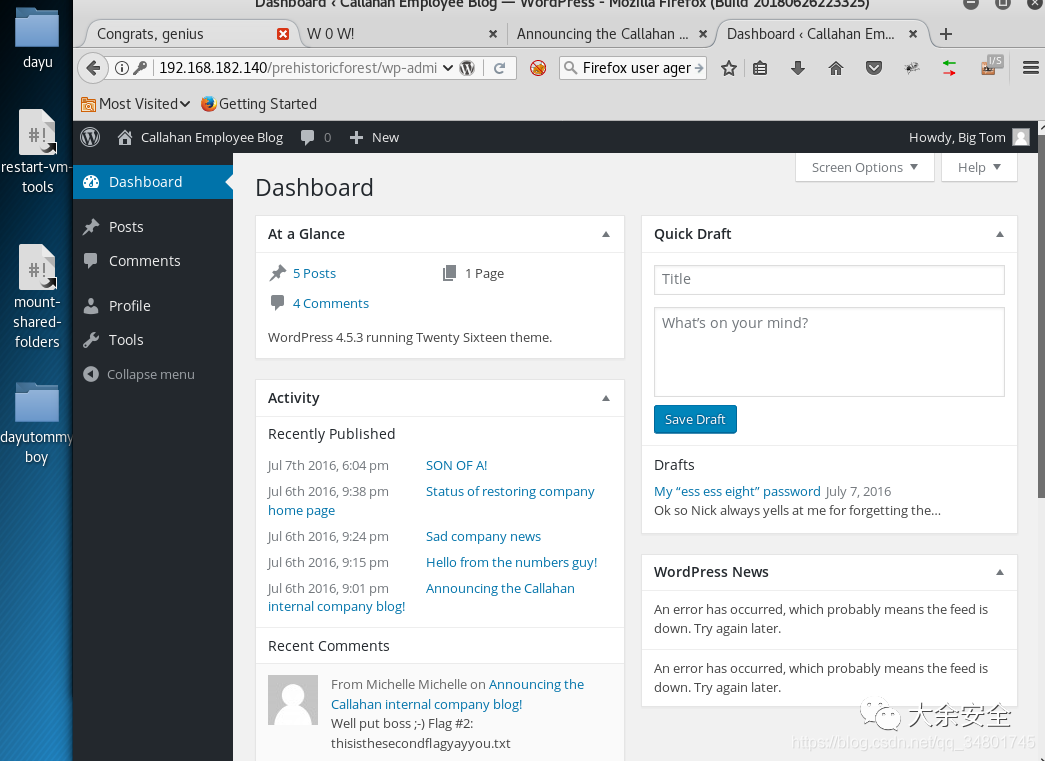 Dashboard ‹ Callahan Employee Blog — WordPress - Mozilla Firefox (Build 20180626223325)
Congrats, genius
W 0 W!
Announcing the Callahan ...
Dashboard ‹ Callahan Em...
192.168.182.140/prehistoricforest/wp-admi
Firefox user ager
I/S
Most Visited
Getting Started
dayu
restart-vm-
tools
mount-
shared-
folders
dayutommy
boy
Callahan Employee Blog
0
New
Howdy, Big Tom
Dashboard
Posts
Comments
Profile
Tools
Collapse menu
Screen Options
Help
Dashboard
At a Glance
5 Posts
1 Page
4 Comments
WordPress 4.5.3 running Twenty Sixteen theme.
Activity
Recently Published
Jul 7th 2016, 6:04 pm SON OF A!
Jul 6th 2016, 9:38 pm Status of restoring company
home page
Jul 6th 2016, 9:24 pm Sad company news
Jul 6th 2016, 9:15 pm Hello from the numbers guy!
Jul 6th 2016, 9:01 pm Announcing the Callahan
internal company blog!
Recent Comments
From Michelle Michelle on Announcing the
Callahan internal company blog!
Well put boss ;-) Flag #2:
thisisthesecondflagyayyou.txt
Quick Draft
Title
What's on your mind?
Save Draft
Drafts
My “ess ess eight” password July 7, 2016
Ok so Nick always yells at me for forgetting the…
WordPress News
An error has occurred, which probably means the feed is
down. Try again later.
An error has occurred, which probably means the feed is
down. Try again later.
大余安全
https://blog.csdn.net/qq_34801745